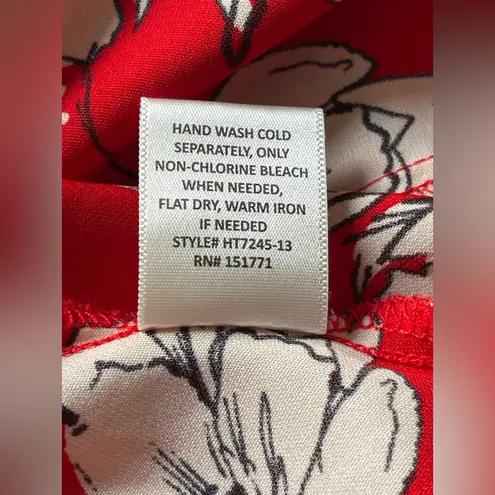 HAND WASH COLD
SEPARATELY, ONLY
NON-CHLORINE BLEACH
WHEN NEEDED,
FLAT DRY, WARM IRON
IF NEEDED
STYLE# HT7245-13
RN# 151771